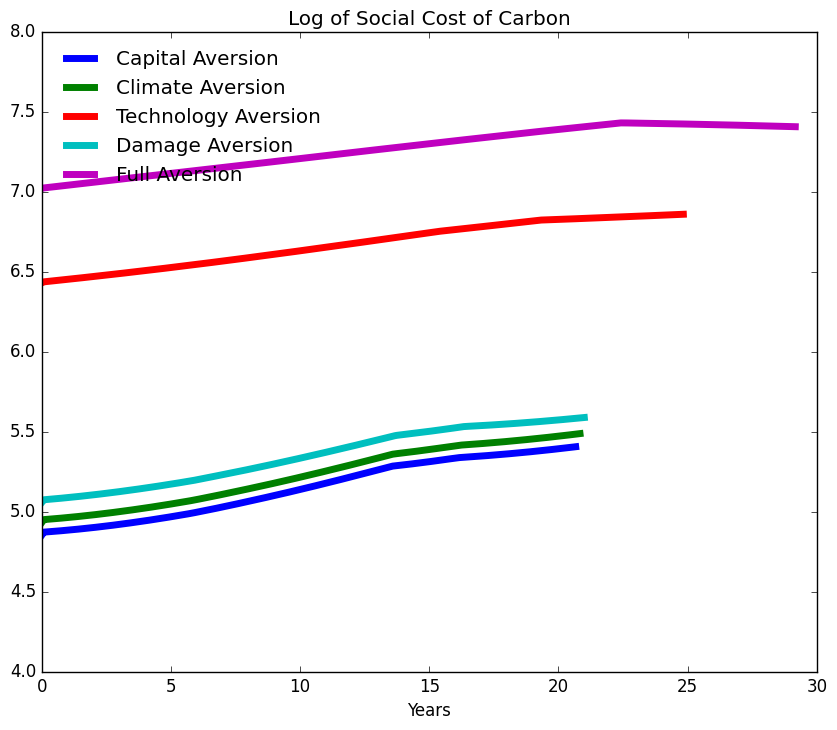 Log of Social Cost of Carbon
8.0
7.5
7.0
6.5
6.0
5.5
5.0
4.5
4.0
Capital Aversion
Climate Aversion
Technology Aversion
Damage Aversion
Full Aversion
0 5 10 15 20 25 30
Years